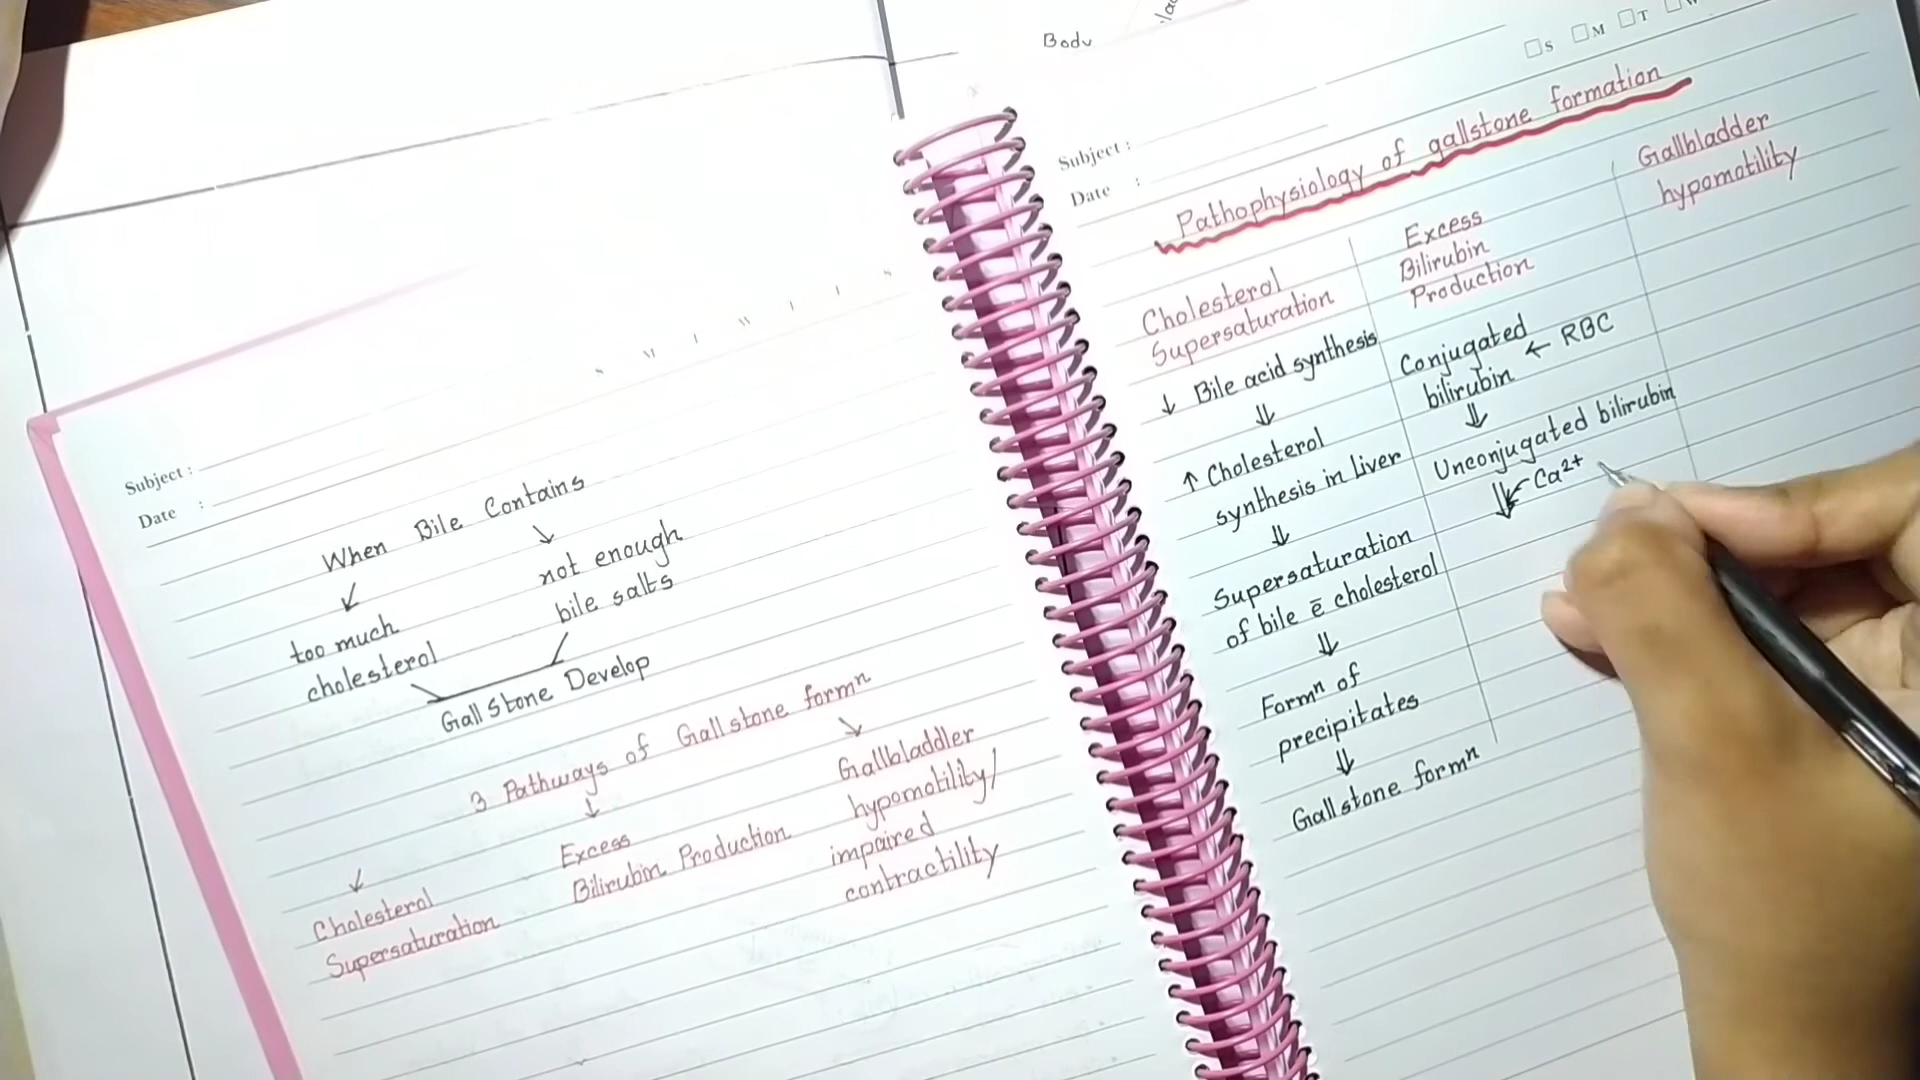 Subject :
Date :
When Bile Contains
too much
cholesterol
not enough
bile salts
Gall Stone Develop
3 Pathways of Gall stone formⁿ
Cholesterol
Supersaturation
Excess
Bilirubin Production
Gallbladdler
hypomotility/
impaired
contractility
Body
S M T
Subject :
Date :
Pathophysiology of gallstone formation
Cholesterol
Supersaturation
↓ Bile acid synthesis
⇓
↑ Cholesterol
synthesis in Liver
⇓
Supersaturation
of bile c̄ cholesterol
⇓
Formⁿ of
precipitates
⇓
Gall stone formⁿ
Excess
Bilirubin
Production
Conjugated
bilirubin ← RBC
⇓
Unconjugated bilirubin
⇓ ← Ca²⁺
Gallbladder
hypomotility